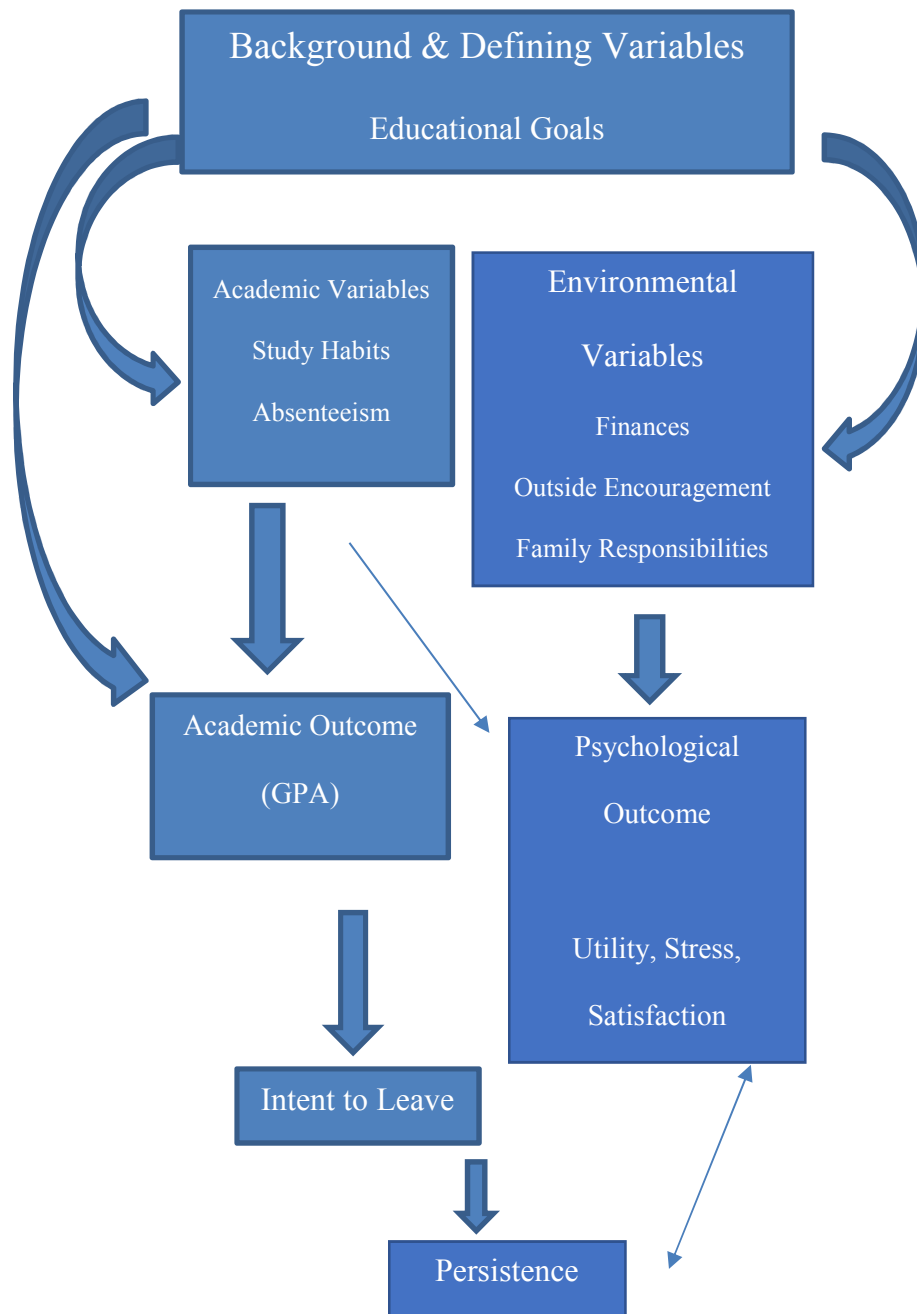 Background & Defining Variables
Educational Goals
Academic Variables
Study Habits
Absenteeism
Environmental
Variables
Finances
Outside Encouragement
Family Responsibilities
Academic Outcome
(GPA)
Psychological
Outcome
Utility, Stress,
Satisfaction
Intent to Leave
Persistence